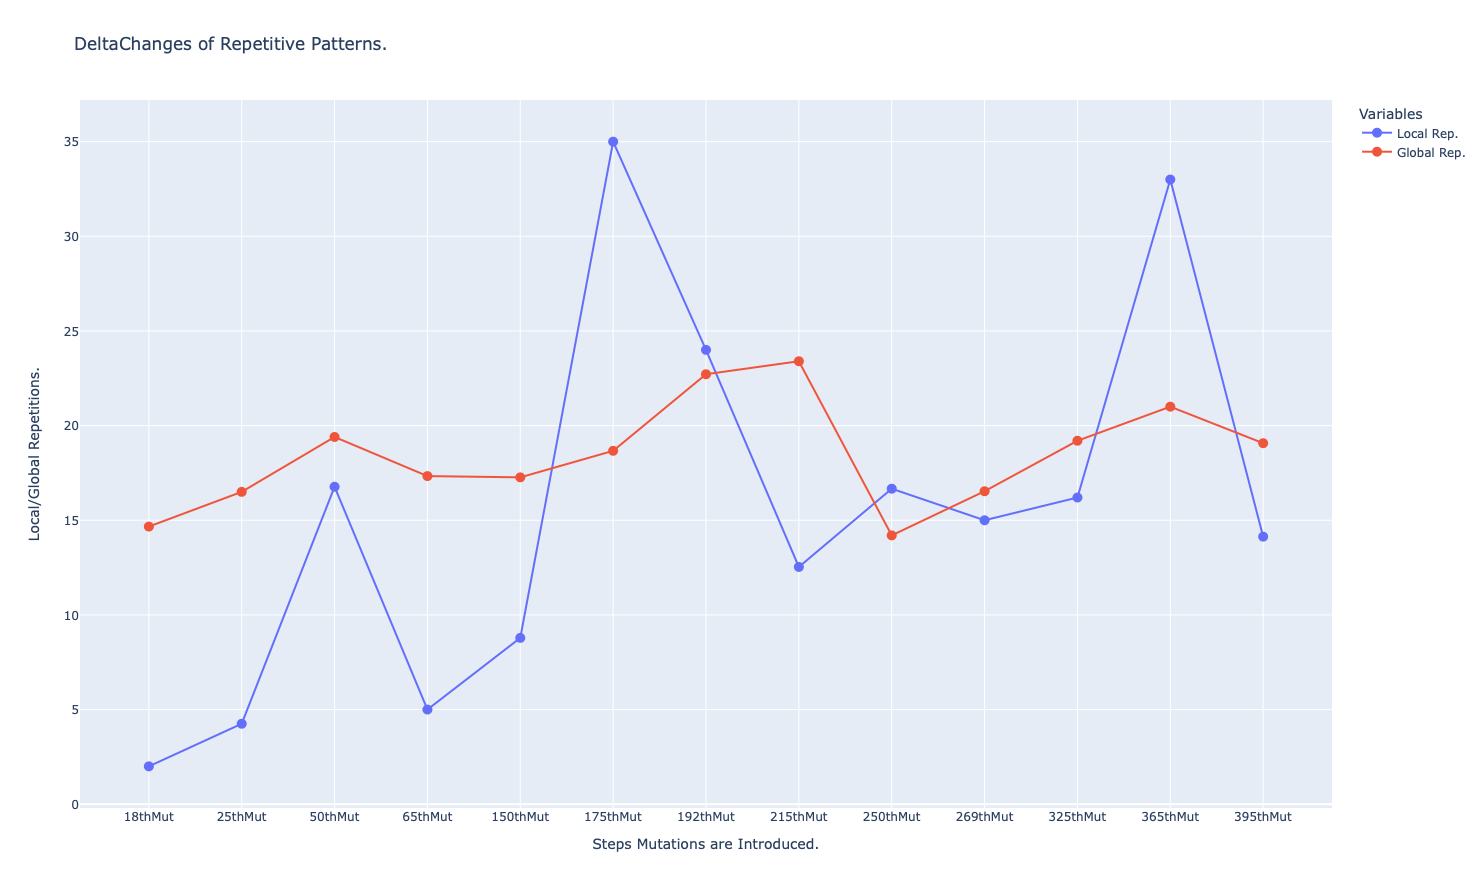 DeltaChanges of Repetitive Patterns.
Variables
Local Rep.
Global Rep.
Local/Global Repetitions.
35
30
25
20
15
10
5
0
18thMut 25thMut 50thMut 65thMut 150thMut 175thMut 192thMut 215thMut 250thMut 269thMut 325thMut 365thMut 395thMut
Steps Mutations are Introduced.